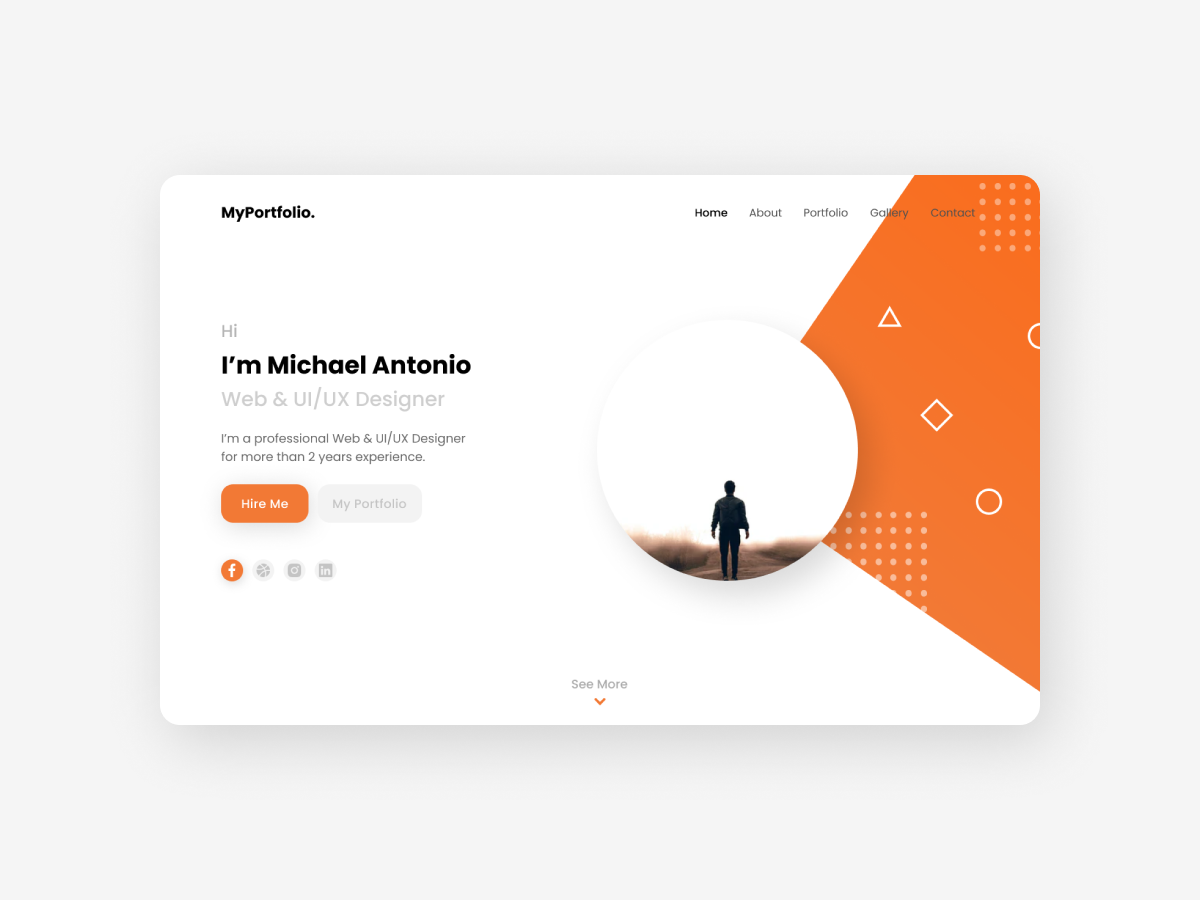 MyPortfolio.
Home About Portfolio Gallery Contact
Hi
I’m Michael Antonio
Web & UI/UX Designer
I’m a professional Web & UI/UX Designer
for more than 2 years experience.
Hire Me My Portfolio
See More